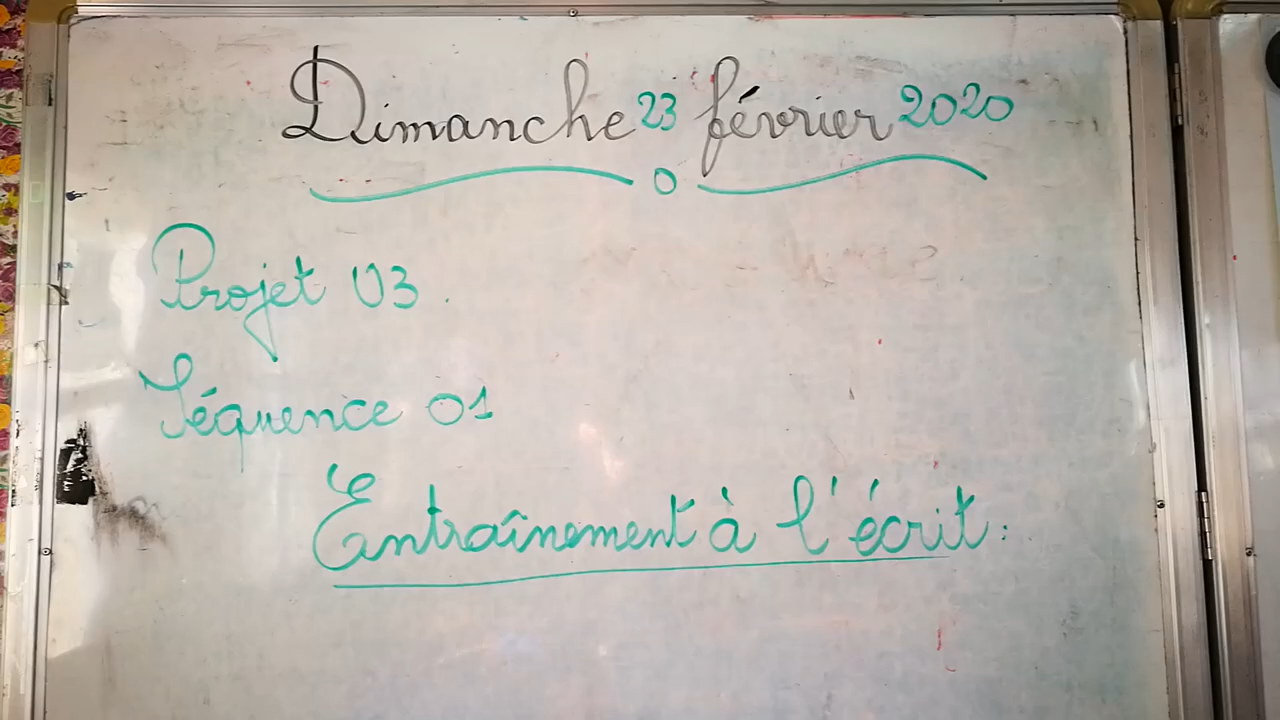 Dimanche 23 février 2020
Projet 03.
Séquence 01
Entraînement à l'écrit: